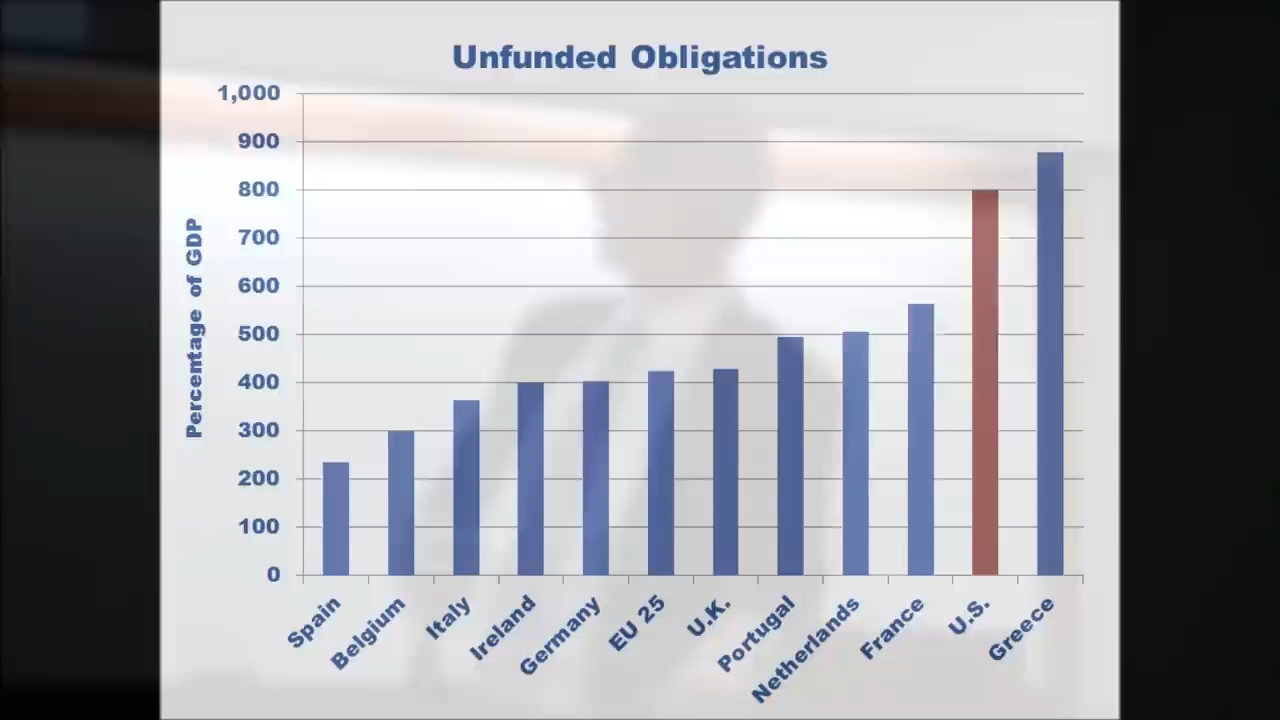 Unfunded Obligations
Percentage of GDP
1,000
900
800
700
600
500
400
300
200
100
0
Spain
Belgium
Italy
Ireland
Germany
EU 25
U.K.
Portugal
Netherlands
France
U.S.
Greece